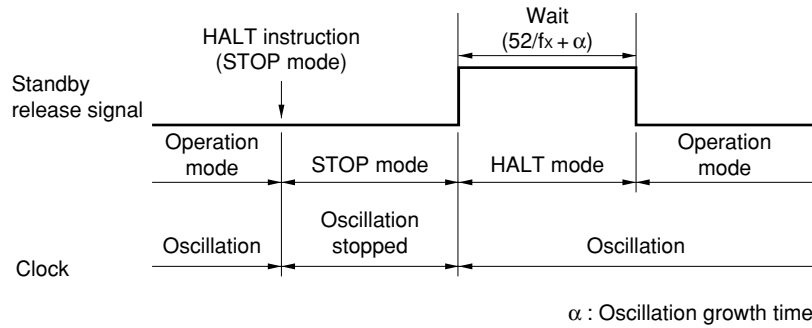 Wait
(52/fx + α)
HALT instruction
(STOP mode)
Standby
release signal
Operation
mode
STOP mode
HALT mode
Operation
mode
Oscillation
Oscillation
stopped
Oscillation
Clock
α : Oscillation growth time